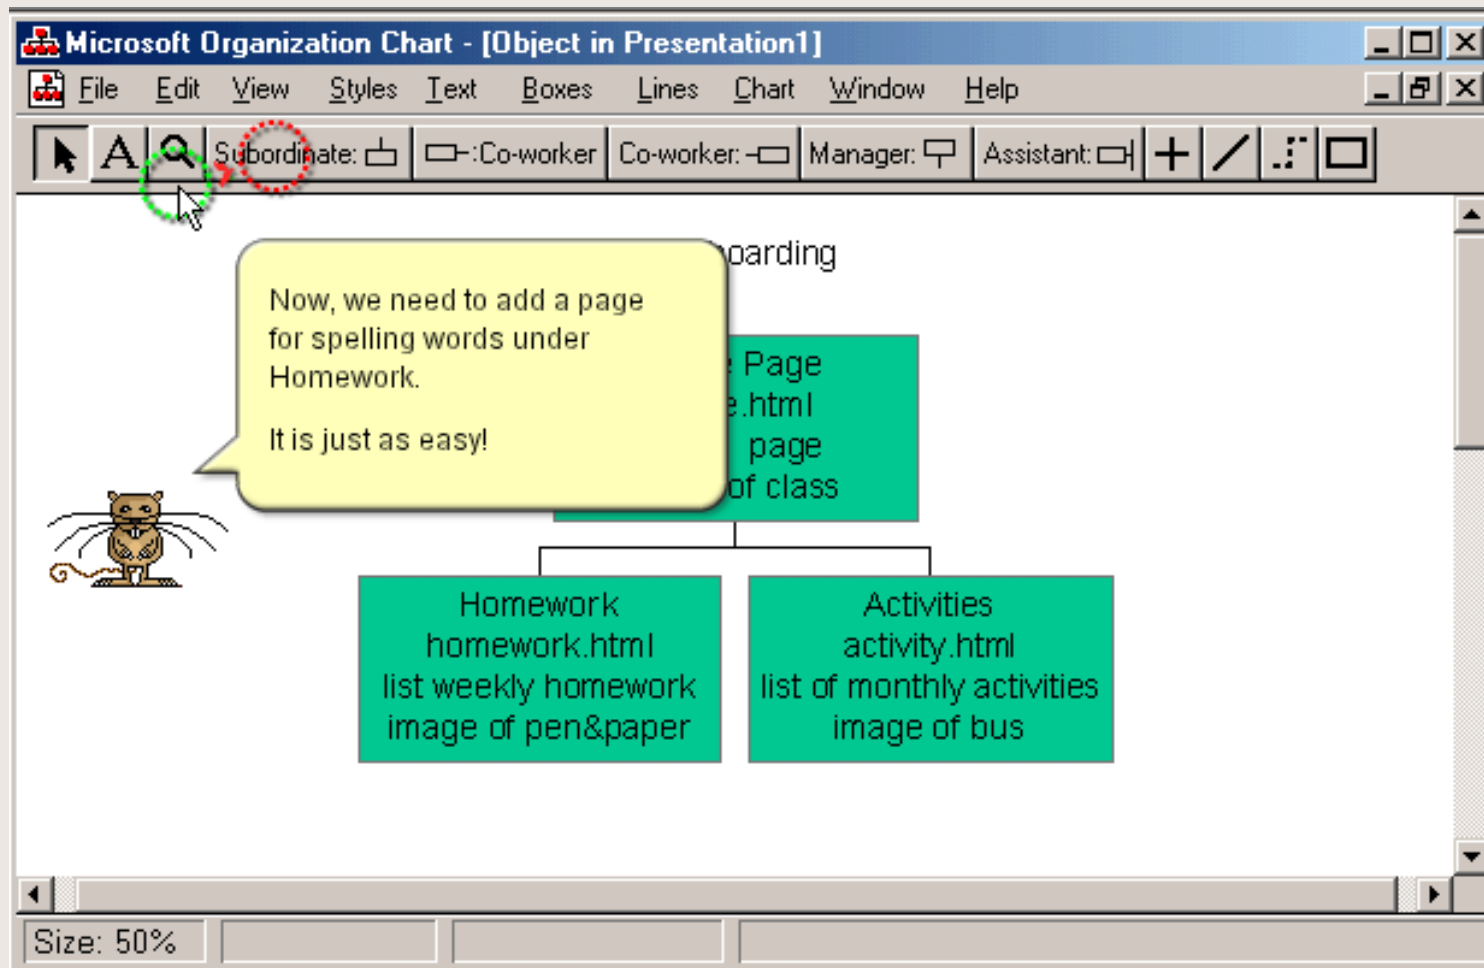 Microsoft Organization Chart - [Object in Presentation1]
File Edit View Styles Text Boxes Lines Chart Window Help
A Subordinate: :Co-worker Co-worker: Manager: Assistant:
Now, we need to add a page
for spelling words under
Homework.
It is just as easy!
Page
page
of class
Homework
homework.html
list weekly homework
image of pen&paper
Activities
activity.html
list of monthly activities
image of bus
Size: 50%